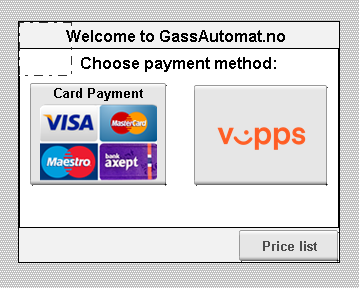 Welcome to GassAutomat.no
Choose payment method:
Card Payment
VISA
MasterCard
Maestro
bank
axept
vipps
Price list